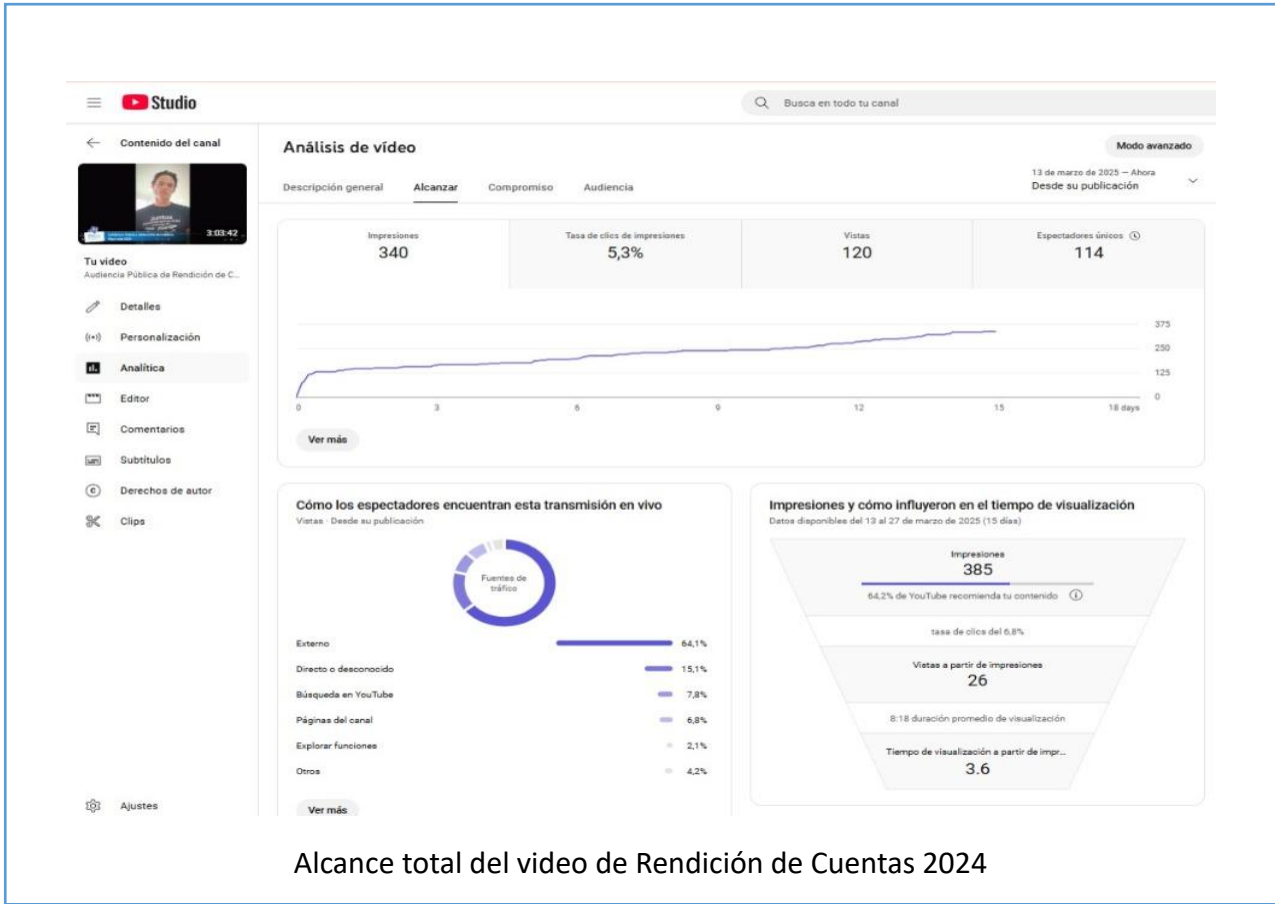 Studio
Busca en todo tu canal
Contenido del canal
3:03:42
Tu video
Audiencia Pública de Rendición de C...
Detalles
Personalización
Analítica
Editor
Comentarios
Subtítulos
Derechos de autor
Clips
Ajustes
Análisis de vídeo
Modo avanzado
Descripción general Alcanzar Compromiso Audiencia
13 de marzo de 2025 – Ahora
Desde su publicación
Impresiones
340
Tasa de clics de impresiones
5,3%
Vistas
120
Espectadores únicos
114
375
250
125
0
0 3 6 9 12 15 18 days
Ver más
Cómo los espectadores encuentran esta transmisión en vivo
Vistas · Desde su publicación
Fuentes de
tráfico
Externo 64,1%
Directo o desconocido 15,1%
Búsqueda en YouTube 7,8%
Páginas del canal 6,8%
Explorar funciones 2,1%
Otros 4,2%
Ver más
Impresiones y cómo influyeron en el tiempo de visualización
Datos disponibles del 13 al 27 de marzo de 2025 (15 días)
Impresiones
385
64,2% de YouTube recomienda tu contenido
tasa de clics del 6,8%
Vistas a partir de impresiones
26
8:18 duración promedio de visualización
Tiempo de visualización a partir de impr...
3.6
Alcance total del video de Rendición de Cuentas 2024